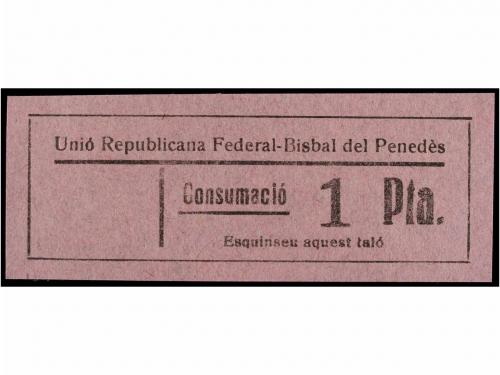 Unió Republicana Federal-Bisbal del Penedès
Consumació 1 Pta.
Esquinseu aquest taló